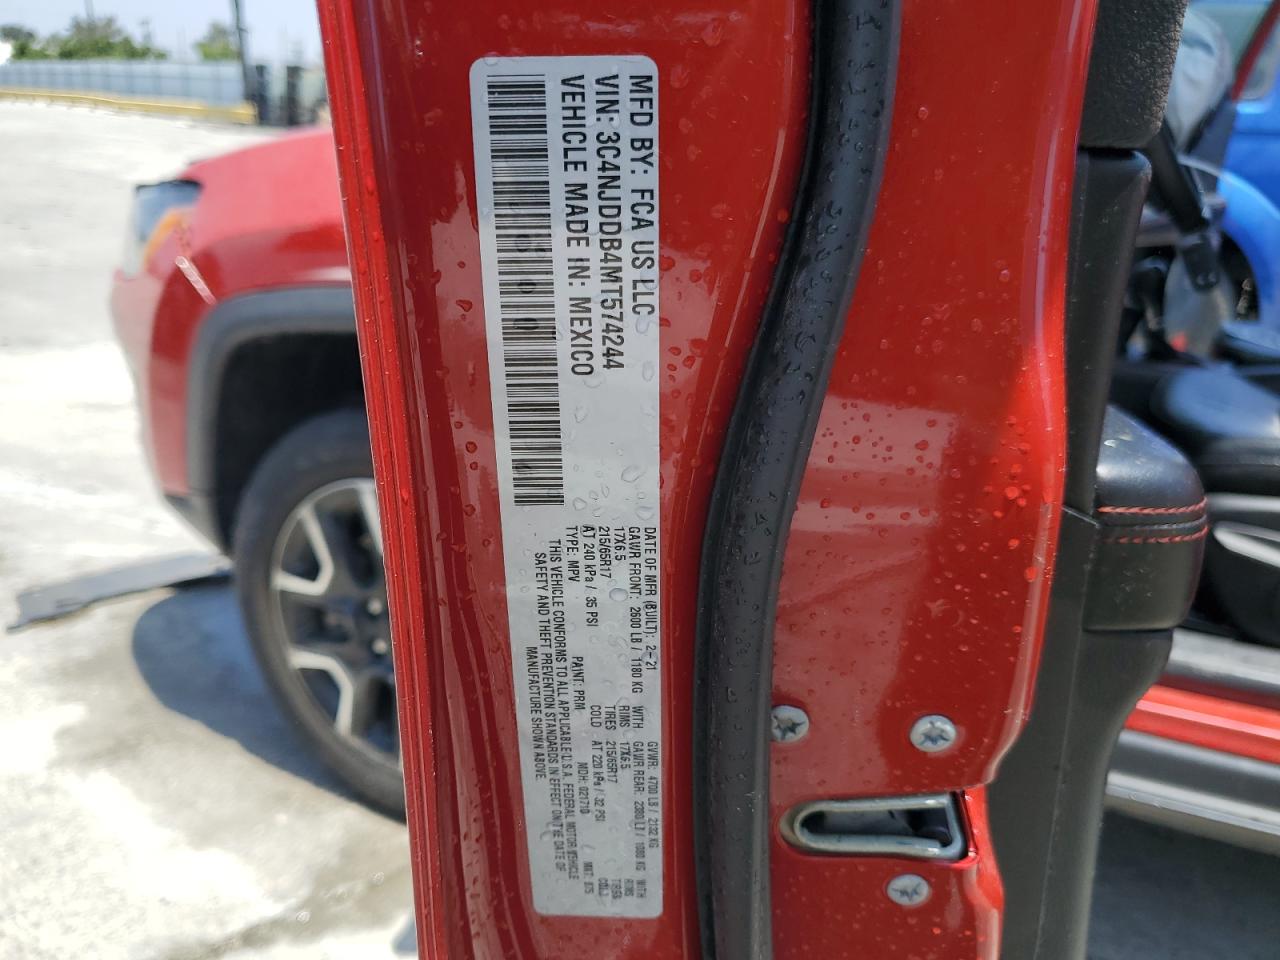 MFD BY: FCA US LLC
VIN: 3C4NJDDB4MT574244
VEHICLE MADE IN: MEXICO
DATE OF MFR (BUILT): 2-21 GVWR: 4700 LB / 2132 KG
GAWR FRONT: 2600 LB / 1180 KG WITH GAWR REAR: 2380 / 1080 KG WITH
17X6.5 RIMS 17X6.5 RIMS
215/65R17 TIRES 215/65R17 TIRES
AT 240 kPa / 35 PSI COLD AT 220 kPa / 32 PSI COLD
TYPE: MPV PAINT: PRM MDH: 021710 /
THIS VEHICLE CONFORMS TO ALL APPLICABLE U.S.A. FEDERAL MOTOR VEHICLE
SAFETY AND THEFT PREVENTION STANDARDS IN EFFECT ON THE DATE OF
MANUFACTURE SHOWN ABOVE.